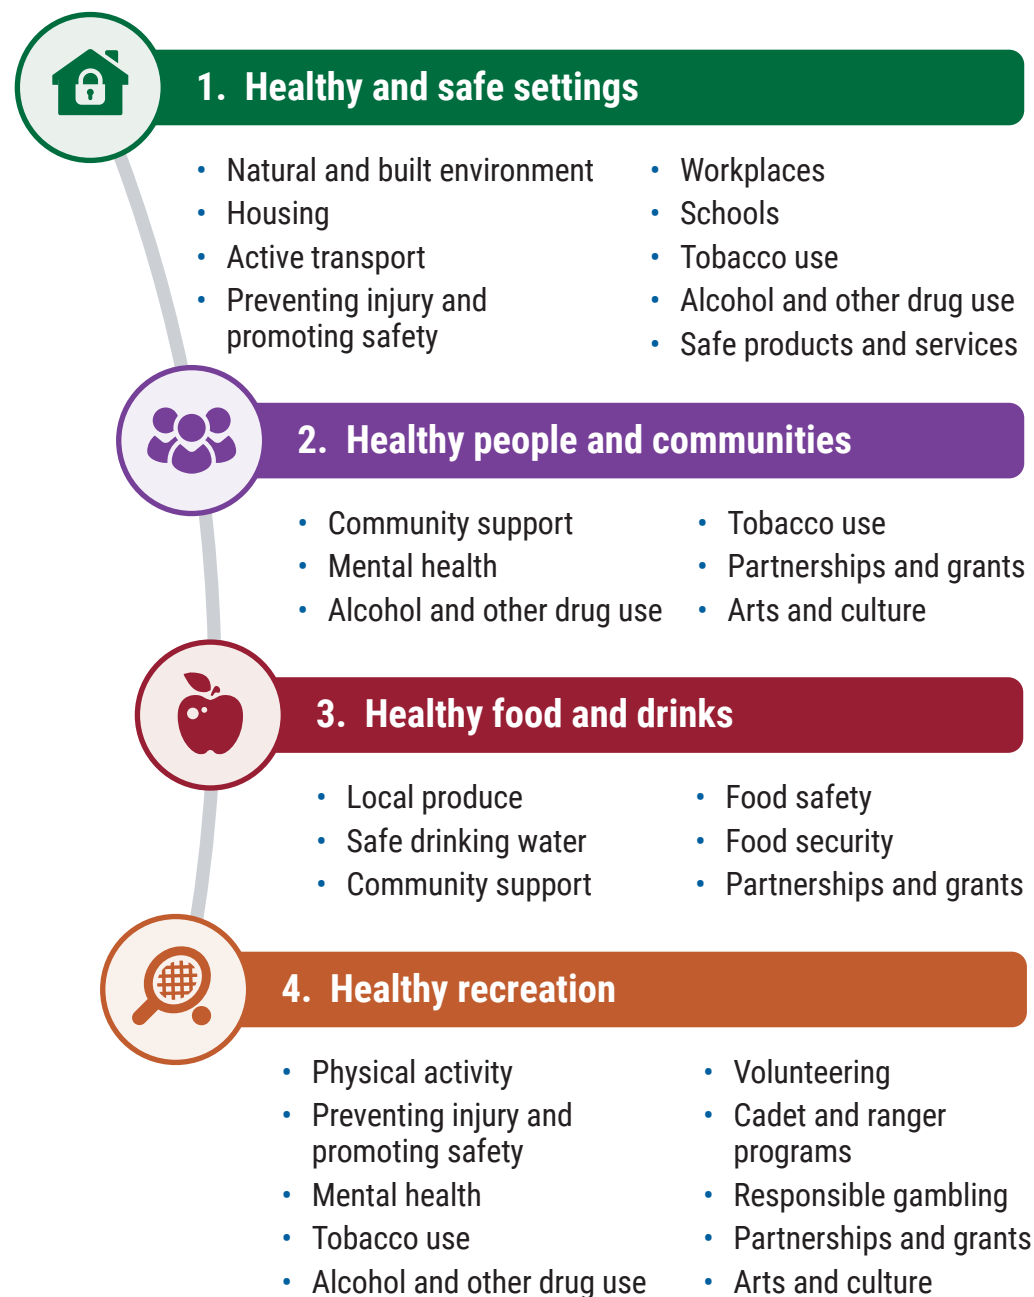 1. Healthy and safe settings
• Natural and built environment
• Housing
• Active transport
• Preventing injury and
promoting safety
• Workplaces
• Schools
• Tobacco use
• Alcohol and other drug use
• Safe products and services
2. Healthy people and communities
• Community support
• Mental health
• Alcohol and other drug use
• Tobacco use
• Partnerships and grants
• Arts and culture
3. Healthy food and drinks
• Local produce
• Safe drinking water
• Community support
• Food safety
• Food security
• Partnerships and grants
4. Healthy recreation
• Physical activity
• Preventing injury and
promoting safety
• Mental health
• Tobacco use
• Alcohol and other drug use
• Volunteering
• Cadet and ranger
programs
• Responsible gambling
• Partnerships and grants
• Arts and culture